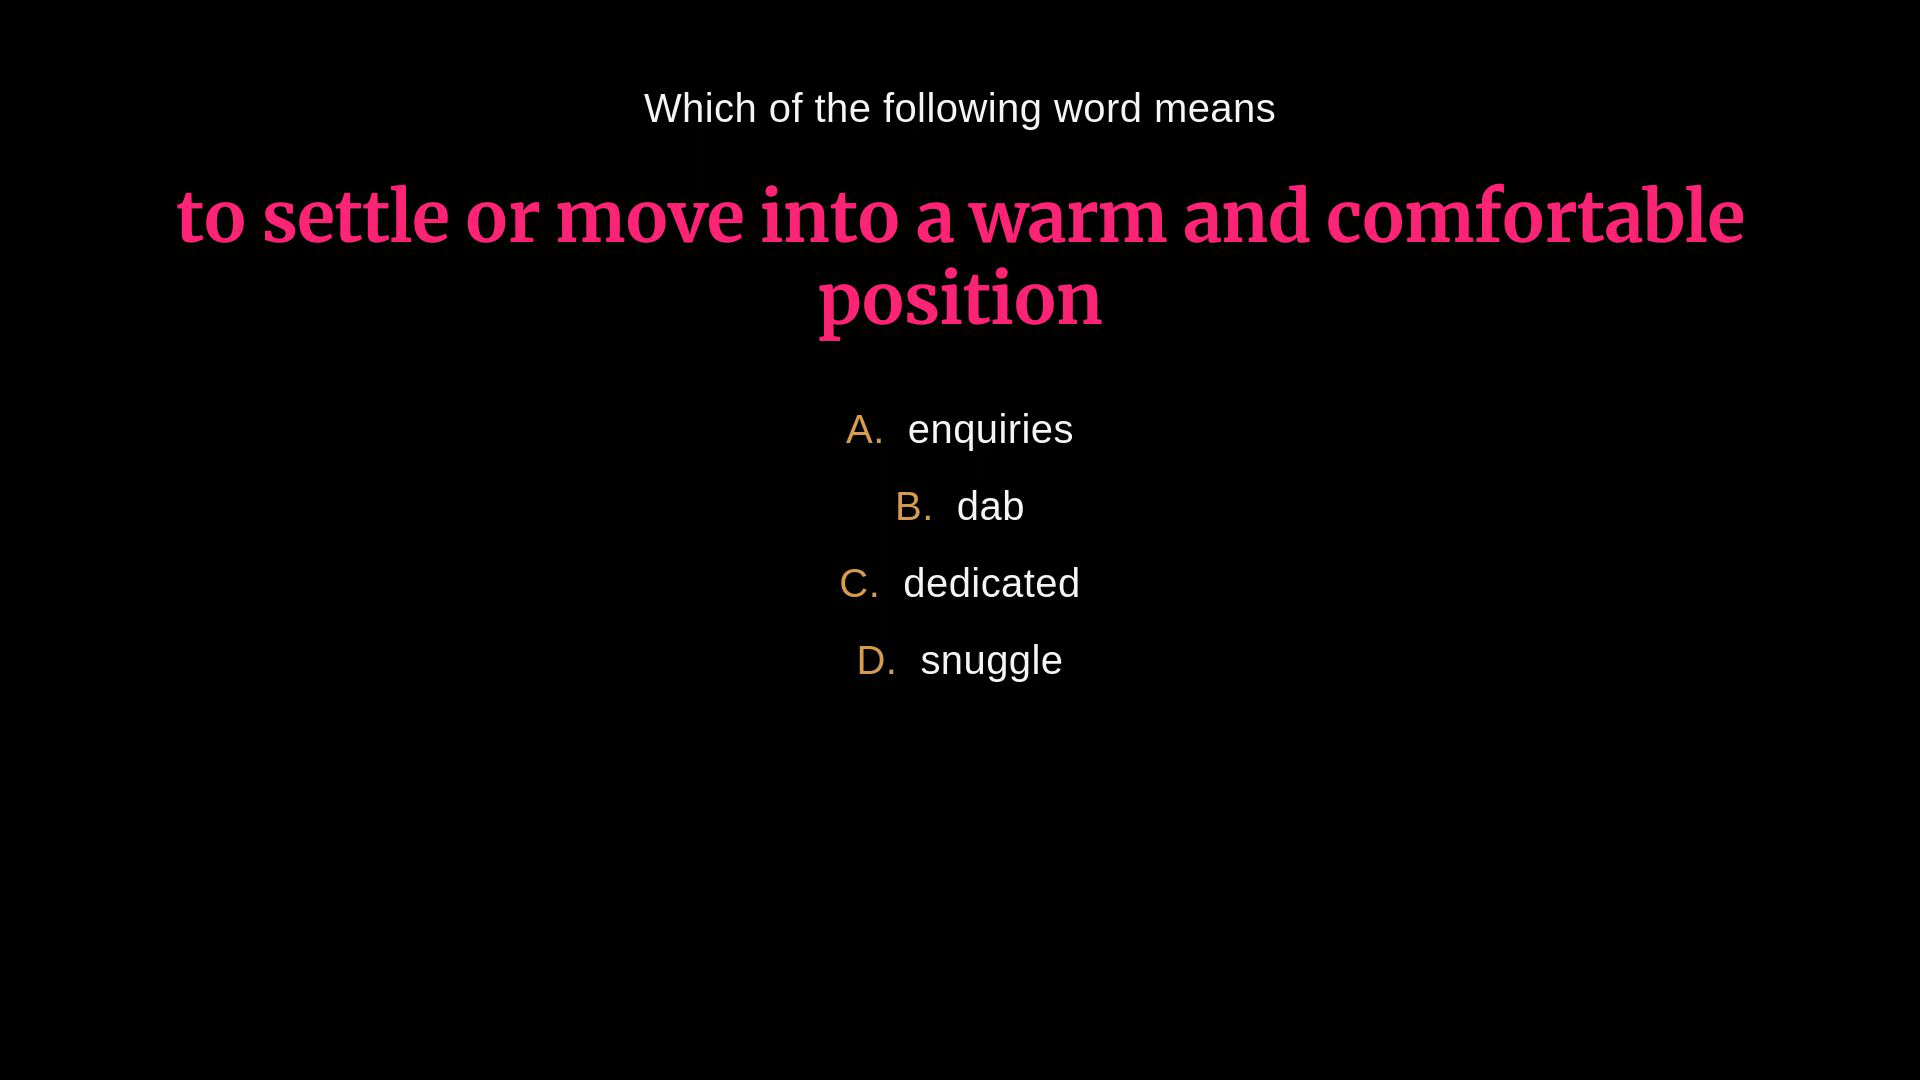 Which of the following word means
to settle or move into a warm and comfortable
position
A. enquiries
B. dab
C. dedicated
D. snuggle